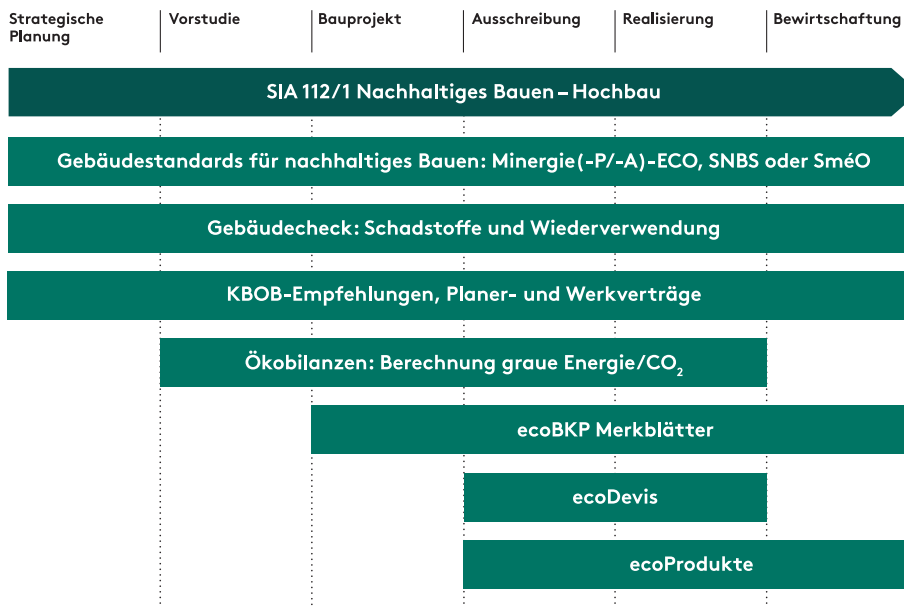 Strategische
Planung
Vorstudie
Bauprojekt
Ausschreibung
Realisierung
Bewirtschaftung
SIA 112/1 Nachhaltiges Bauen – Hochbau
Gebäudestandards für nachhaltiges Bauen: Minergie(-P/-A)-ECO, SNBS oder SméO
Gebäudecheck: Schadstoffe und Wiederverwendung
KBOB-Empfehlungen, Planer- und Werkverträge
Ökobilanzen: Berechnung graue Energie/CO₂
ecoBKP Merkblätter
ecoDevis
ecoProdukte